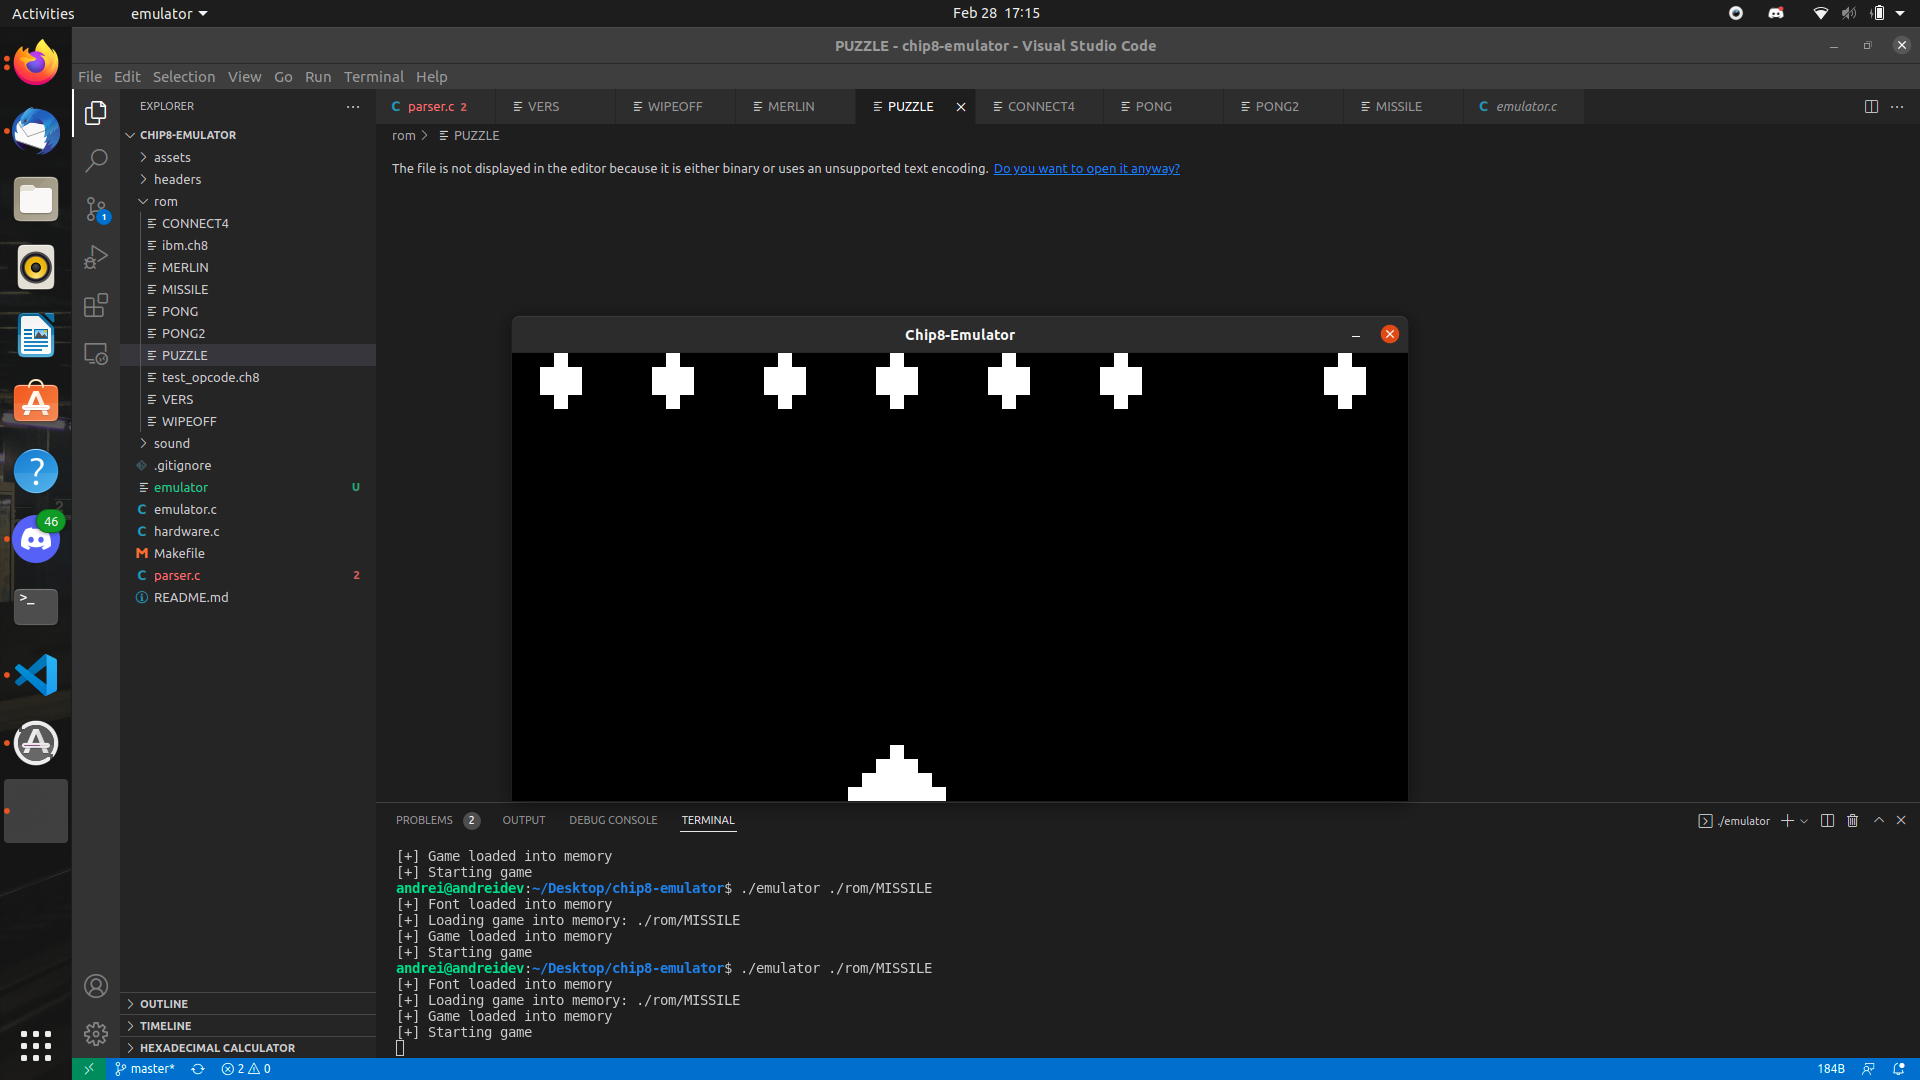 Activities
emulator
Feb 28 17:15
PUZZLE - chip8-emulator - Visual Studio Code
File Edit Selection View Go Run Terminal Help
EXPLORER
CHIP8-EMULATOR
assets
headers
rom
CONNECT4
ibm.ch8
MERLIN
MISSILE
PONG
PONG2
PUZZLE
test_opcode.ch8
VERS
WIPEOFF
sound
.gitignore
emulator U
emulator.c
hardware.c
Makefile
parser.c 2
README.md
OUTLINE
TIMELINE
HEXADECIMAL CALCULATOR
1
46
parser.c 2 VERS WIPEOFF MERLIN PUZZLE CONNECT4 PONG PONG2 MISSILE emulator.c
rom > PUZZLE
The file is not displayed in the editor because it is either binary or uses an unsupported text encoding. Do you want to open it anyway?
Chip8-Emulator
PROBLEMS 2 OUTPUT DEBUG CONSOLE TERMINAL
./emulator
[+] Game loaded into memory
[+] Starting game
andrei@andreidev:~/Desktop/chip8-emulator$ ./emulator ./rom/MISSILE
[+] Font loaded into memory
[+] Loading game into memory: ./rom/MISSILE
[+] Game loaded into memory
[+] Starting game
andrei@andreidev:~/Desktop/chip8-emulator$ ./emulator ./rom/MISSILE
[+] Font loaded into memory
[+] Loading game into memory: ./rom/MISSILE
[+] Game loaded into memory
[+] Starting game
master* 2 0
184B